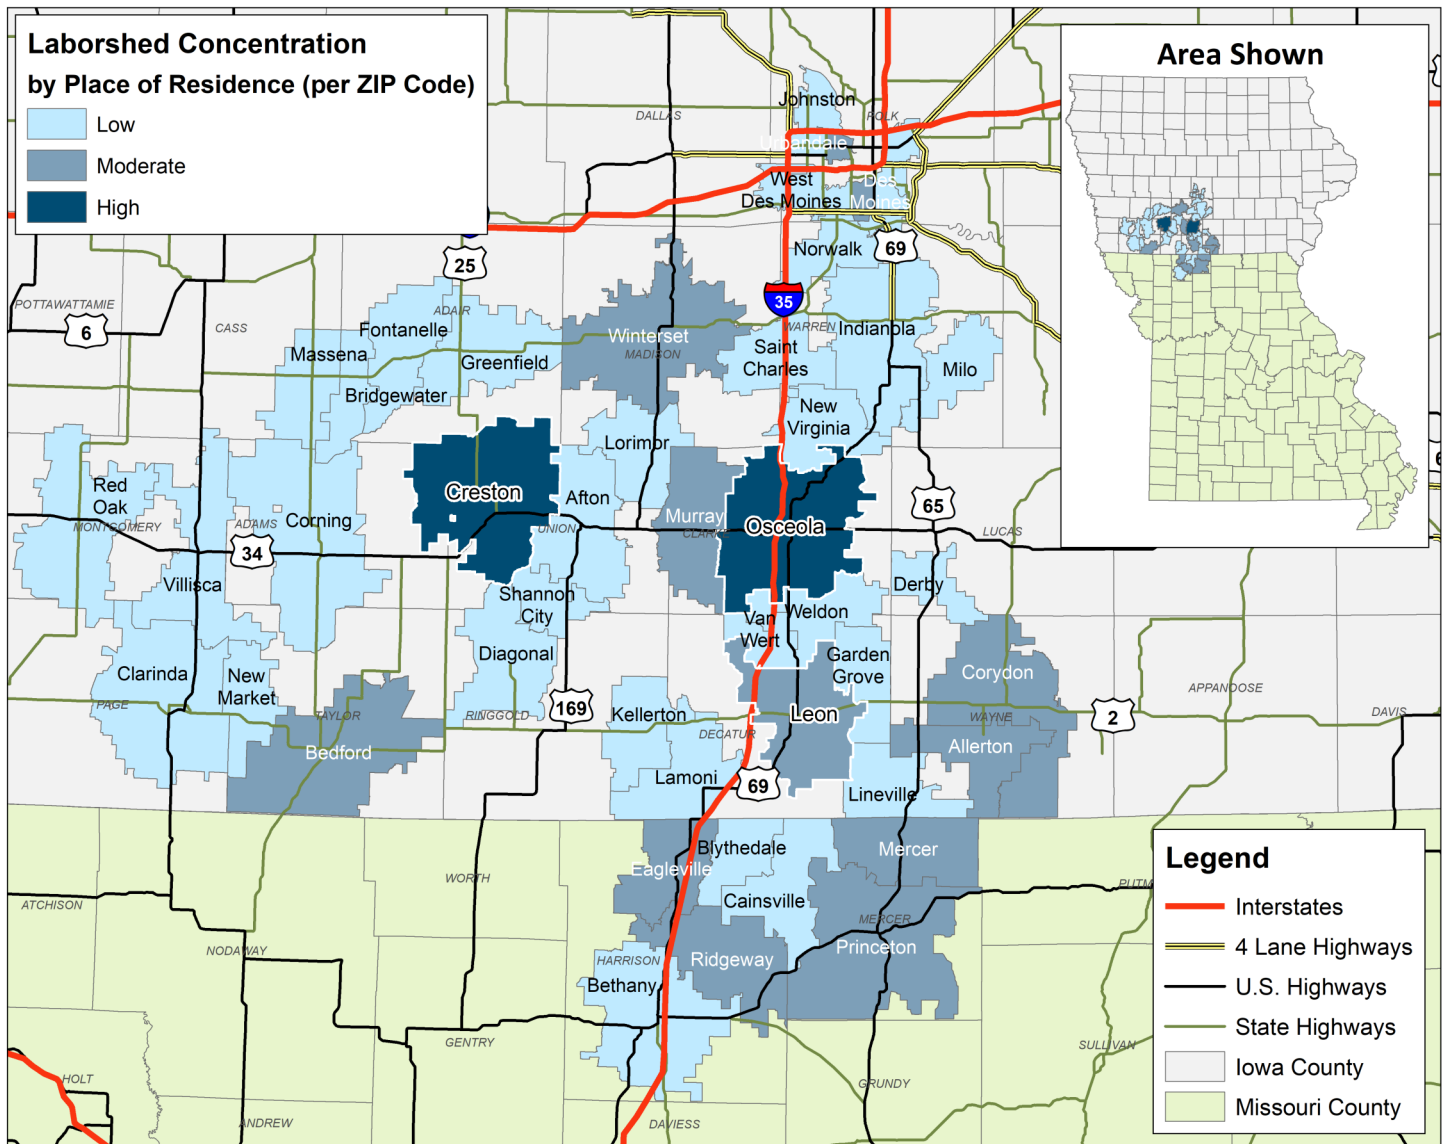 Laborshed Concentration
by Place of Residence (per ZIP Code)
Low
Moderate
High
Area Shown
Johnston
DALLAS
POLK
Urbandale
West
Des Moines
Des
Moines
Norwalk
69
25
35
POTTAWATTAMIE
6
CASS
ADAIR
Fontanelle
Massena
Greenfield
Bridgewater
Winterset
MADISON
WARREN
Indianola
Saint
Charles
Milo
New
Virginia
Lorimor
Red
Oak
MONTGOMERY
ADAMS
34
Corning
Creston
Afton
UNION
Murray
CLARKE
Osceola
65
LUCAS
Villisca
Shannon
City
Derby
Weldon
Van
Wert
Clarinda
New
Market
Diagonal
Garden
Grove
Corydon
PAGE
TAYLOR
Bedford
RINGGOLD
169
Kellerton
DECATUR
Leon
WAYNE
Allerton
2
APPANOOSE
DAVIS
Lamoni
69
Lineville
Blythedale
Eagleville
Mercer
WORTH
Cainsville
MERCER
Princeton
PUTM
ATCHISON
NODAWAY
HARRISON
Ridgeway
Bethany
GENTRY
SULLIVAN
HOLT
GRUNDY
ANDREW
DAVIESS
Legend
Interstates
4 Lane Highways
U.S. Highways
State Highways
Iowa County
Missouri County